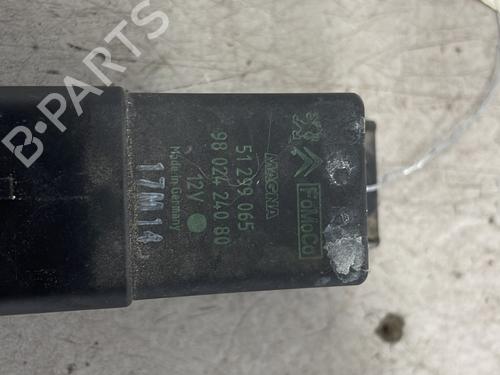 B-PARTS
FoMoCo
MAGNA
51 299 065
98 024 240 80
12V
Made in Germany
17M14